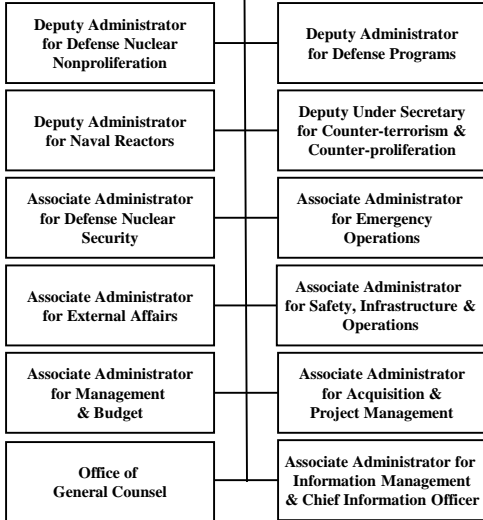 Deputy Administrator
for Defense Nuclear
Nonproliferation
Deputy Administrator
for Defense Programs
Deputy Administrator
for Naval Reactors
Deputy Under Secretary
for Counter-terrorism &
Counter-proliferation
Associate Administrator
for Defense Nuclear
Security
Associate Administrator
for Emergency
Operations
Associate Administrator
for External Affairs
Associate Administrator
for Safety, Infrastructure &
Operations
Associate Administrator
for Management
& Budget
Associate Administrator
for Acquisition &
Project Management
Office of
General Counsel
Associate Administrator for
Information Management
& Chief Information Officer